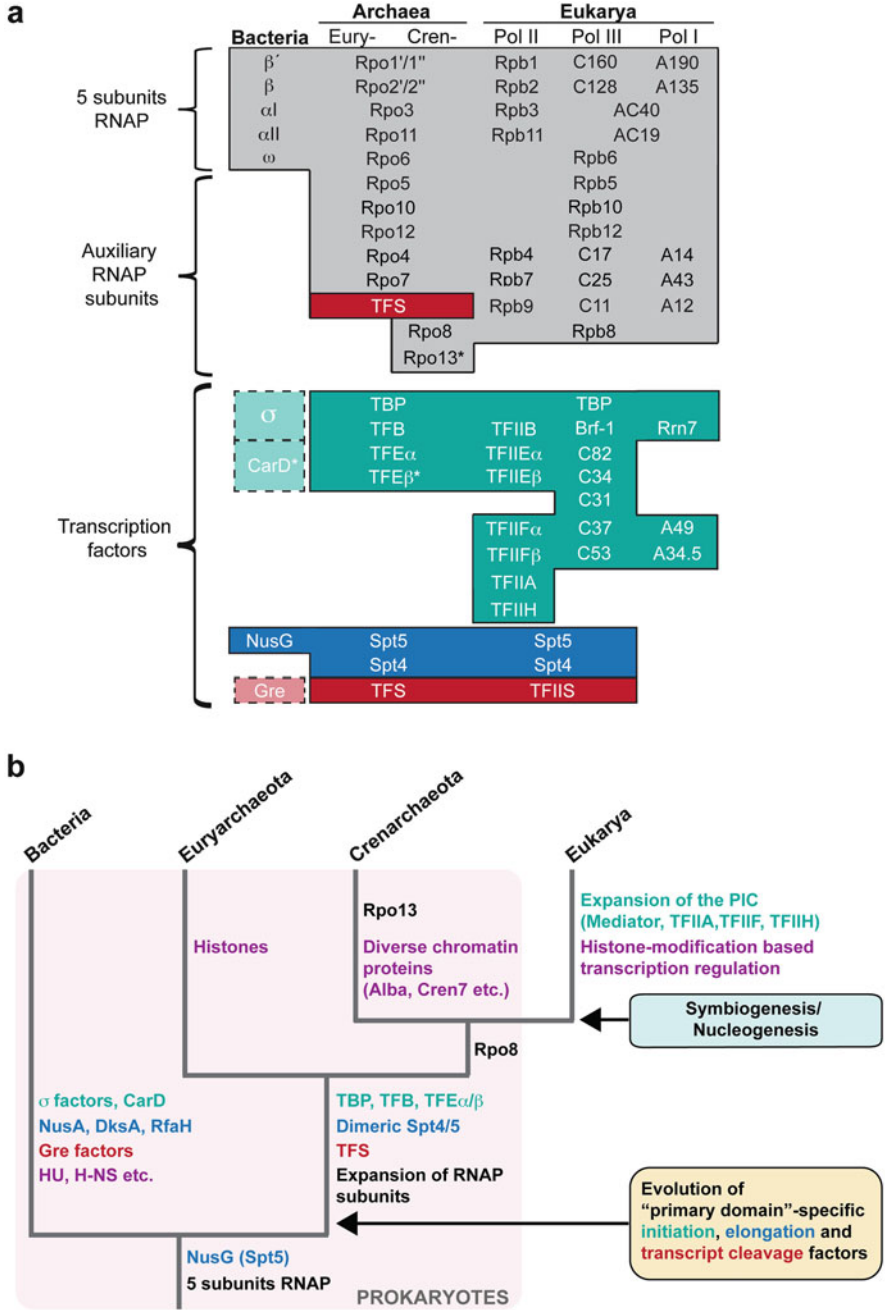 a
Archaea Eukarya
Bacteria Eury- Cren- Pol II Pol III Pol I
5 subunits
RNAP
β´ Rpo1'/1'' Rpb1 C160 A190
β Rpo2'/2'' Rpb2 C128 A135
αI Rpo3 Rpb3 AC40
αII Rpo11 Rpb11 AC19
ω Rpo6 Rpb6
Auxiliary
RNAP
subunits
Rpo5 Rpb5
Rpo10 Rpb10
Rpo12 Rpb12
Rpo4 Rpb4 C17 A14
Rpo7 Rpb7 C25 A43
TFS Rpb9 C11 A12
Rpo8 Rpb8
Rpo13*
Transcription
factors
σ
CarD*
TBP TBP
TFB TFIIB Brf-1 Rrn7
TFEα TFIIEα C82
TFEβ* TFIIEβ C34
C31
TFIIFα C37 A49
TFIIFβ C53 A34.5
TFIIA
TFIIH
NusG Spt5 Spt5
Spt4 Spt4
Gre TFS TFIIS
b
Bacteria
Euryarchaeota
Crenarchaeota
Eukarya
Rpo13
Histones
Diverse chromatin
proteins
(Alba, Cren7 etc.)
Expansion of the PIC
(Mediator, TFIIA,TFIIF, TFIIH)
Histone-modification based
transcription regulation
Symbiogenesis/
Nucleogenesis
Rpo8
σ factors, CarD
NusA, DksA, RfaH
Gre factors
HU, H-NS etc.
TBP, TFB, TFEα/β
Dimeric Spt4/5
TFS
Expansion of RNAP
subunits
Evolution of
“primary domain”-specific
initiation, elongation and
transcript cleavage factors
NusG (Spt5)
5 subunits RNAP
PROKARYOTES